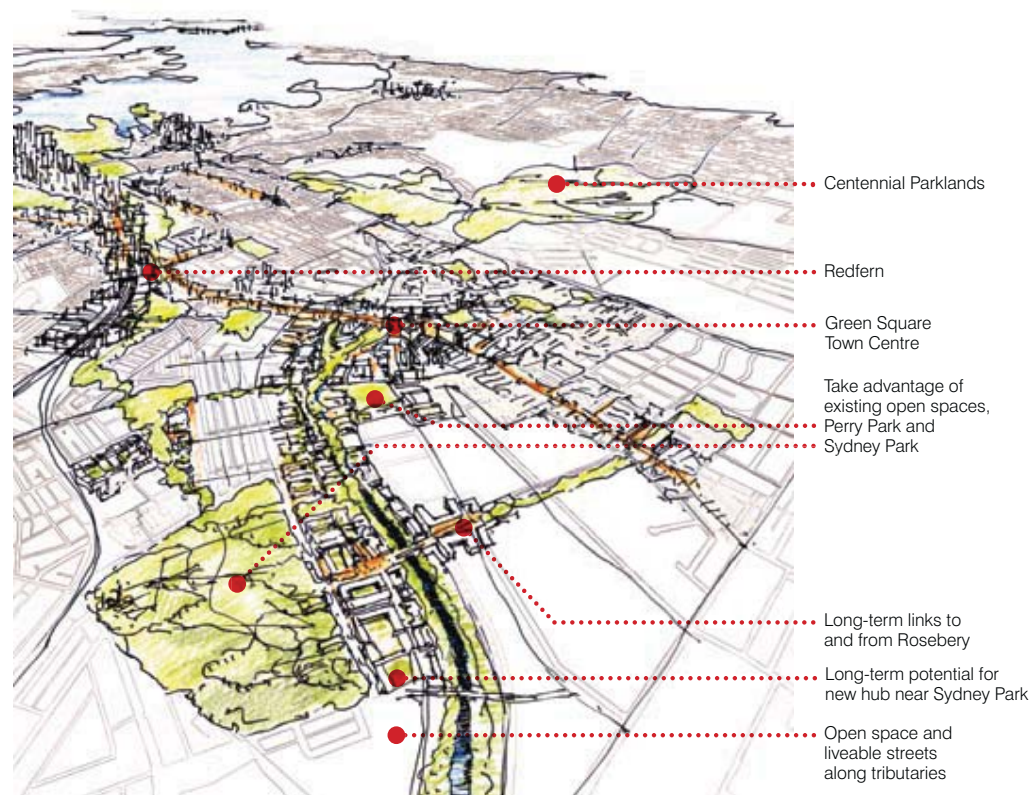 Centennial Parklands
Redfern
Green Square
Town Centre
Take advantage of
existing open spaces,
Perry Park and
Sydney Park
Long-term links to
and from Rosebery
Long-term potential for
new hub near Sydney Park
Open space and
liveable streets
along tributaries